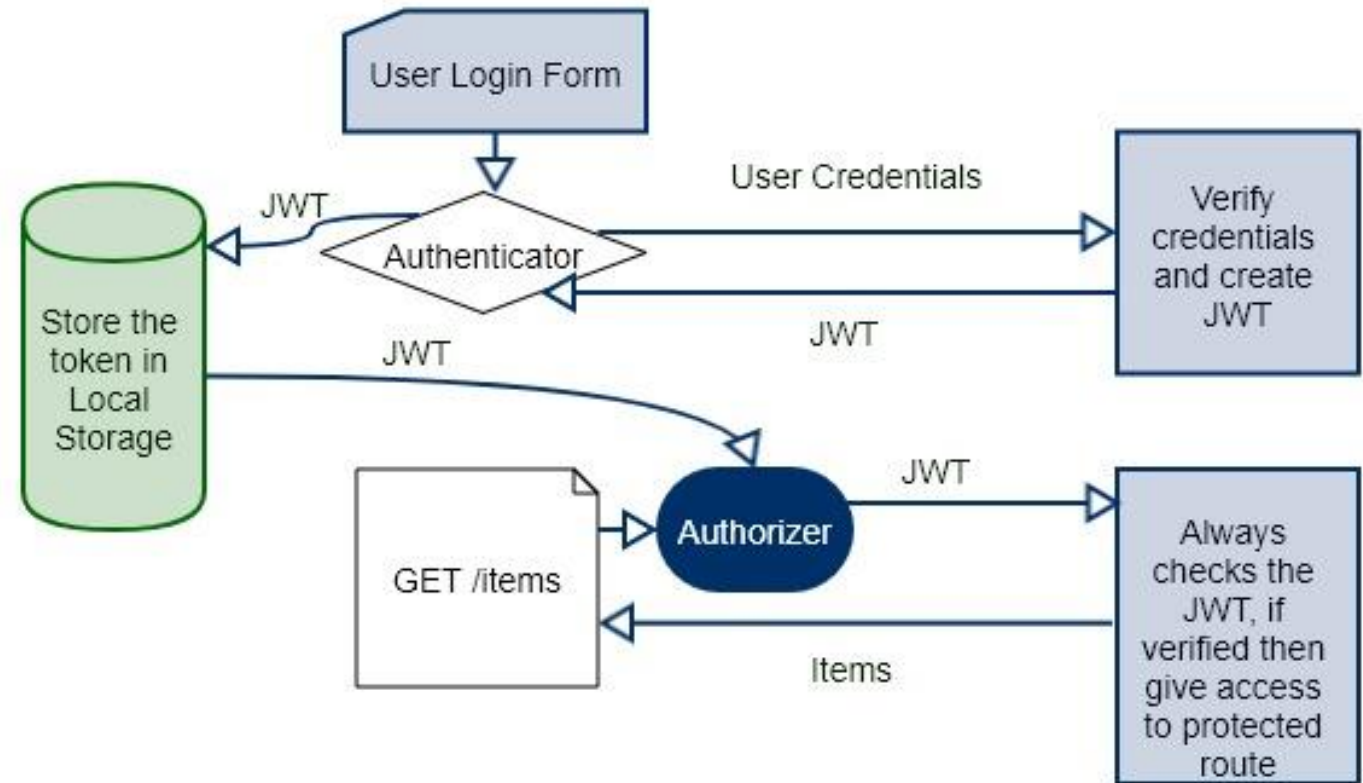 User Login Form
JWT
Authenticator
User Credentials
Verify
credentials
and create
JWT
JWT
Store the
token in
Local
Storage
JWT
GET /items
Authorizer
JWT
Items
Always
checks the
JWT, if
verified then
give access
to protected
route